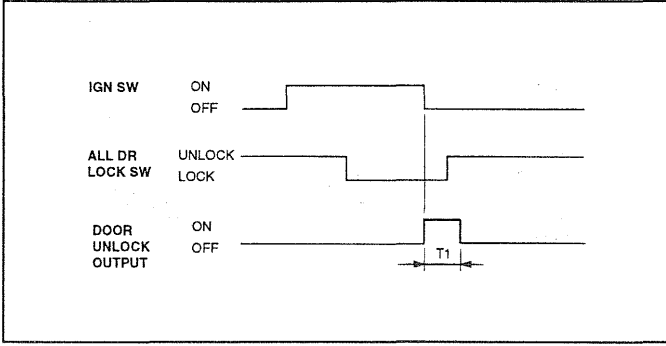 IGN SW ON
OFF
ALL DR UNLOCK
LOCK SW LOCK
DOOR ON
UNLOCK OFF
OUTPUT
T1